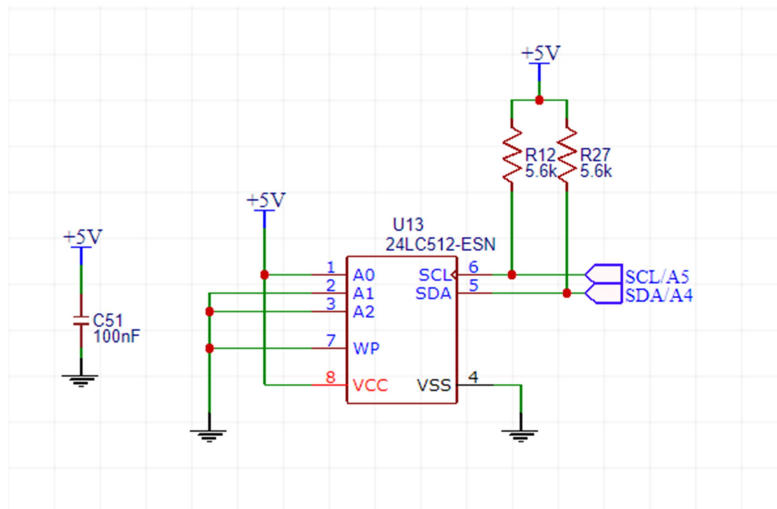 +5V
R12
5.6k
R27
5.6k
+5V
U13
24LC512-ESN
+5V
C51
100nF
1
A0
2
A1
3
A2
7
WP
8
VCC
SCL
6
SDA
5
VSS
4
SCL/A5
SDA/A4